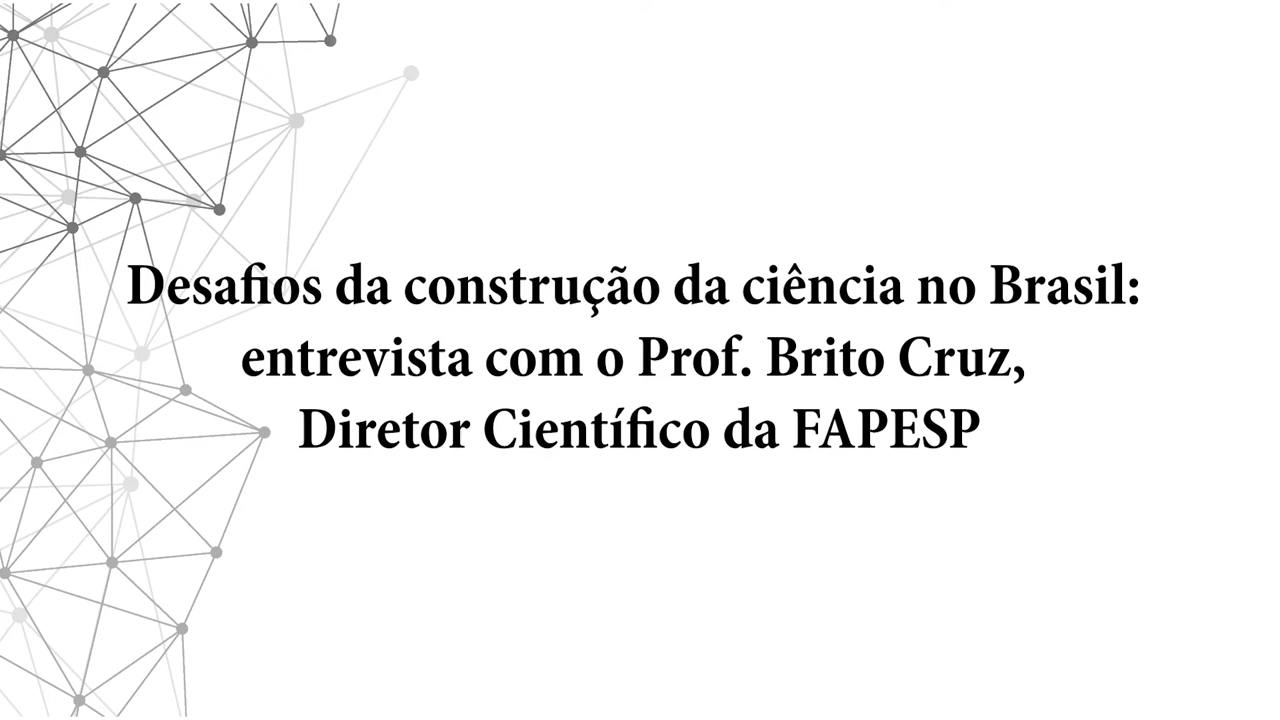 Desafios da construção da ciência no Brasil:
entrevista com o Prof. Brito Cruz,
Diretor Científico da FAPESP